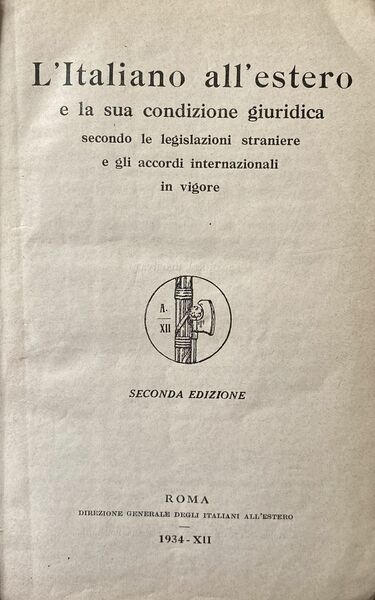 L'Italiano all'estero
e la sua condizione giuridica
secondo le legislazioni straniere
e gli accordi internazionali
in vigore
A.
XII
SECONDA EDIZIONE
ROMA
DIREZIONE GENERALE DEGLI ITALIANI ALL'ESTERO
1934-XII